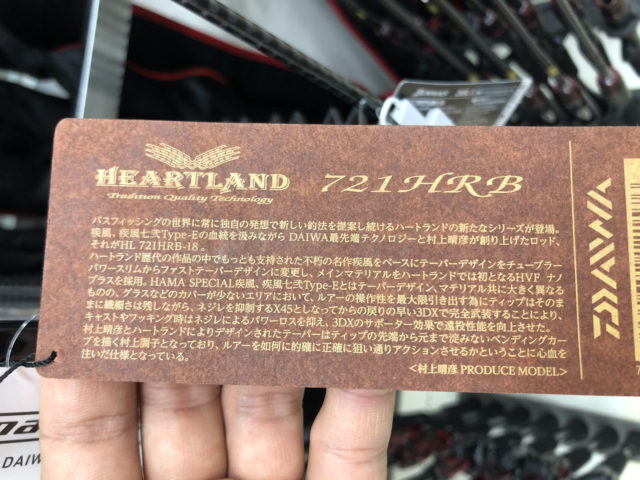 HEARTLAND
Tradition Quality Technology
721HRB
バスフィッシングの世界に常に独自の発想で新しい釣法を提案し続けるハートランドの新たなシリーズが登場。
疾風、疾風七弐Type-Eの血統を汲みながらDAIWA最先端テクノロジーと村上晴彦が創り上げたロッド、
それがHL 721HRB-18 。
ハートランド歴代の作品の中でもっとも支持された不朽の名作疾風をベースにテーパーデザインをチューブラー
パワースリムからファストテーパーデザインに変更し、メインマテリアルをハートランドでは初となるHVF ナノ
プラスを採用。HAMA SPECIAL疾風、疾風七弐Type-Eとはテーパーデザイン、マテリアル共に大きく異なる
ものの、グラスなどのカバーが少ないエリアにおいて、ルアーの操作性を最大限引き出す為にティップはそのま
まに繊細さは残しながら、ネジレを抑制するX45としなってからの戻りの早い3DXで完全武装することにより、
キャストやフッキング時はネジレによるパワーロスを抑え、3DXのサポーター効果で遠投性能を向上させた。
村上晴彦とハートランドによりデザインされたテーパーはティップの先端から元まで淀みないベンディングカー
ブを描く村上調子となっており、ルアーを如何に的確に正確に狙い通りアクションさせるかということに心血を
注いだ仕様となっている。
<村上晴彦 PRODUCE MODEL>
DAIWA
DAIWA